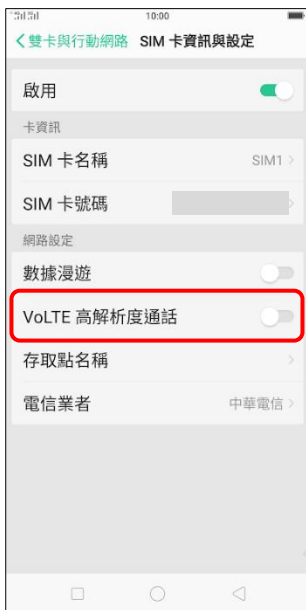 10:00
雙卡與行動網路 SIM 卡資訊與設定
啟用
卡資訊
SIM 卡名稱 SIM1
SIM 卡號碼
網路設定
數據漫遊
VoLTE 高解析度通話
存取點名稱
電信業者 中華電信